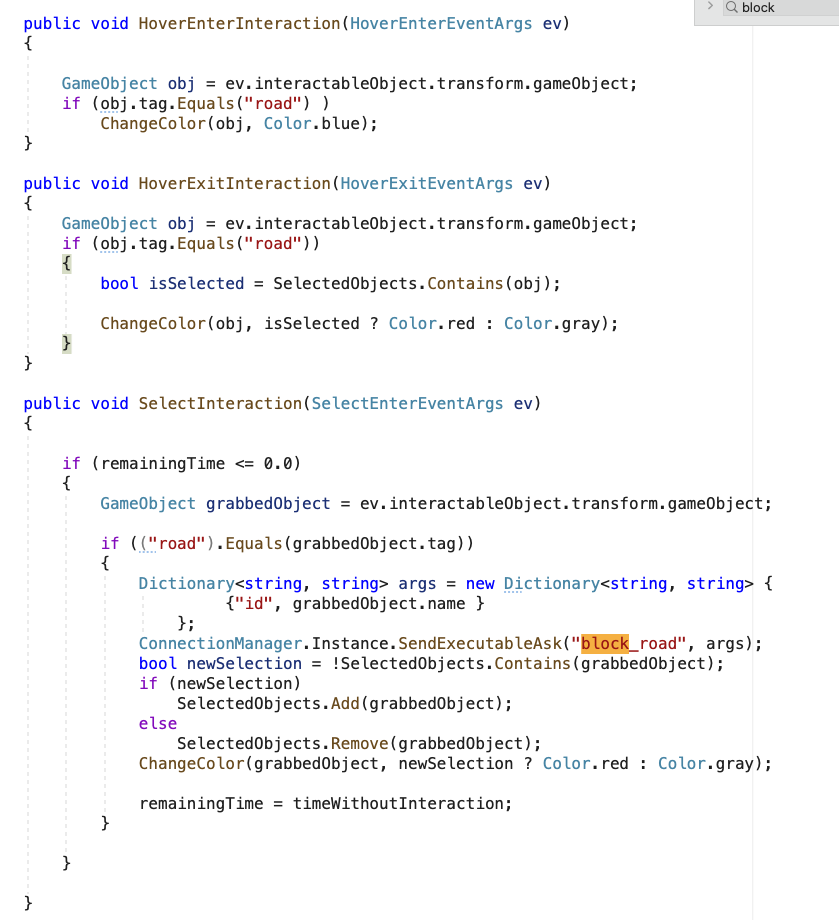 block
public void HoverEnterInteraction(HoverEnterEventArgs ev)
{
GameObject obj = ev.interactableObject.transform.gameObject;
if (obj.tag.Equals("road") )
ChangeColor(obj, Color.blue);
}
public void HoverExitInteraction(HoverExitEventArgs ev)
{
GameObject obj = ev.interactableObject.transform.gameObject;
if (obj.tag.Equals("road"))
{
bool isSelected = SelectedObjects.Contains(obj);
ChangeColor(obj, isSelected ? Color.red : Color.gray);
}
}
public void SelectInteraction(SelectEnterEventArgs ev)
{
if (remainingTime <= 0.0)
{
GameObject grabbedObject = ev.interactableObject.transform.gameObject;
if (("road").Equals(grabbedObject.tag))
{
Dictionary<string, string> args = new Dictionary<string, string> {
{"id", grabbedObject.name }
};
ConnectionManager.Instance.SendExecutableAsk("block_road", args);
bool newSelection = !SelectedObjects.Contains(grabbedObject);
if (newSelection)
SelectedObjects.Add(grabbedObject);
else
SelectedObjects.Remove(grabbedObject);
ChangeColor(grabbedObject, newSelection ? Color.red : Color.gray);
remainingTime = timeWithoutInteraction;
}
}
}